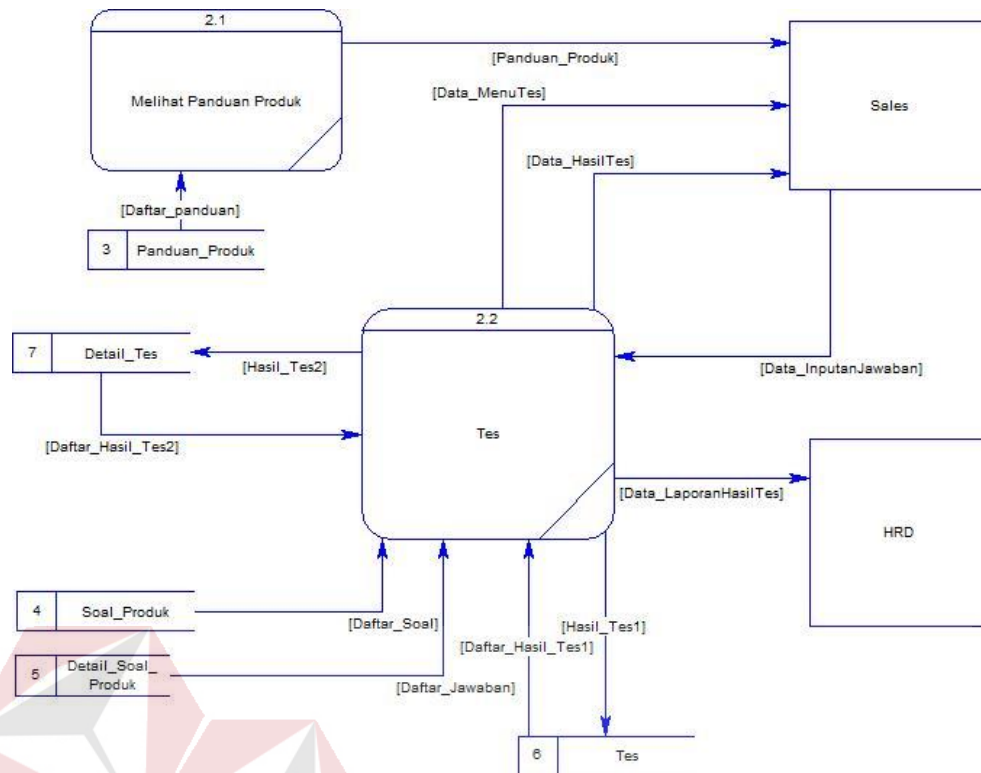 2.1
Melihat Panduan Produk
[Panduan_Produk]
Sales
[Data_MenuTes]
[Data_HasilTes]
[Daftar_panduan]
3 Panduan_Produk
2.2
Tes
7 Detail_Tes
[Hasil_Tes2]
[Data_InputanJawaban]
[Daftar_Hasil_Tes2]
[Data_LaporanHasilTes]
HRD
4 Soal_Produk
[Daftar_Soal]
[Hasil_Tes1]
[Daftar_Hasil_Tes1]
5 Detail_Soal_
Produk
[Daftar_Jawaban]
6 Tes